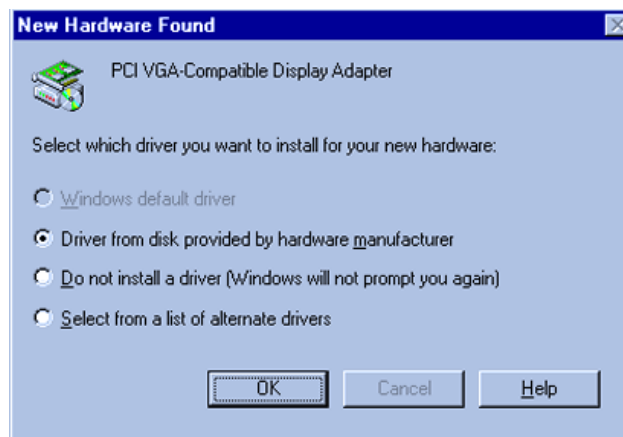 New Hardware Found
PCI VGA-Compatible Display Adapter
Select which driver you want to install for your new hardware:
Windows default driver
Driver from disk provided by hardware manufacturer
Do not install a driver (Windows will not prompt you again)
Select from a list of alternate drivers
OK Cancel Help